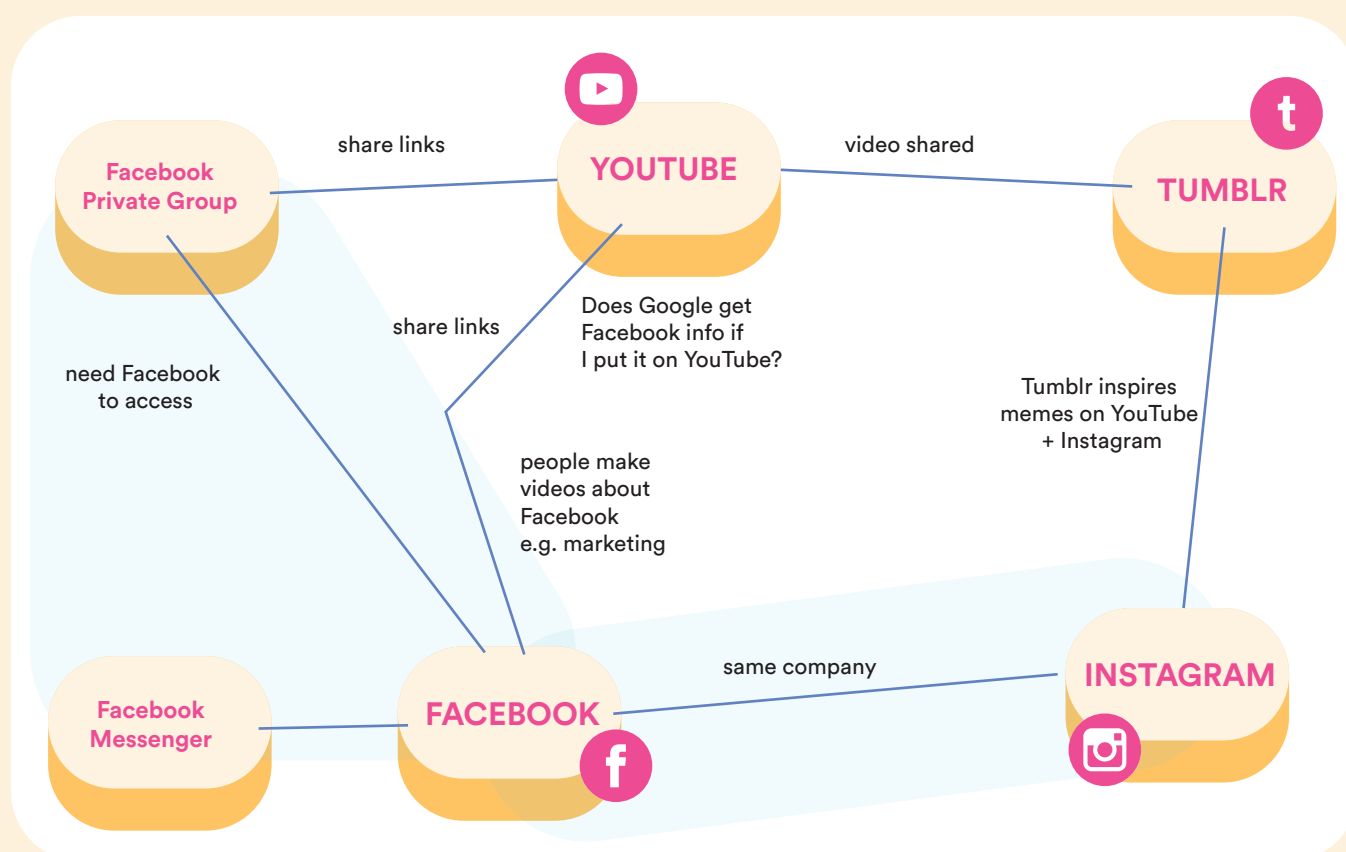 share links
video shared
Facebook
Private Group
YOUTUBE
TUMBLR
t
share links
Does Google get
Facebook info if
I put it on YouTube?
need Facebook
to access
Tumblr inspires
memes on YouTube
+ Instagram
people make
videos about
Facebook
e.g. marketing
same company
Facebook
Messenger
FACEBOOK
f
INSTAGRAM